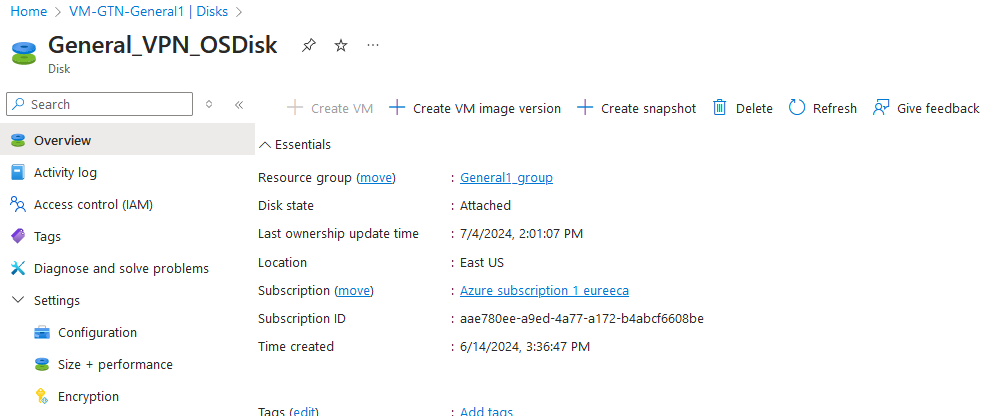 Home > VM-GTN-General1 | Disks >
General_VPN_OSDisk
Disk
Search
Create VM
Create VM image version
Create snapshot
Delete
Refresh
Give feedback
Overview
Activity log
Access control (IAM)
Tags
Diagnose and solve problems
Settings
Configuration
Size + performance
Encryption
Essentials
Resource group (move) : General1_group
Disk state : Attached
Last ownership update time : 7/4/2024, 2:01:07 PM
Location : East US
Subscription (move) : Azure subscription 1 eureeca
Subscription ID : aae780ee-a9ed-4a77-a172-b4abcf6608be
Time created : 6/14/2024, 3:36:47 PM
Tags (edit) : Add tags